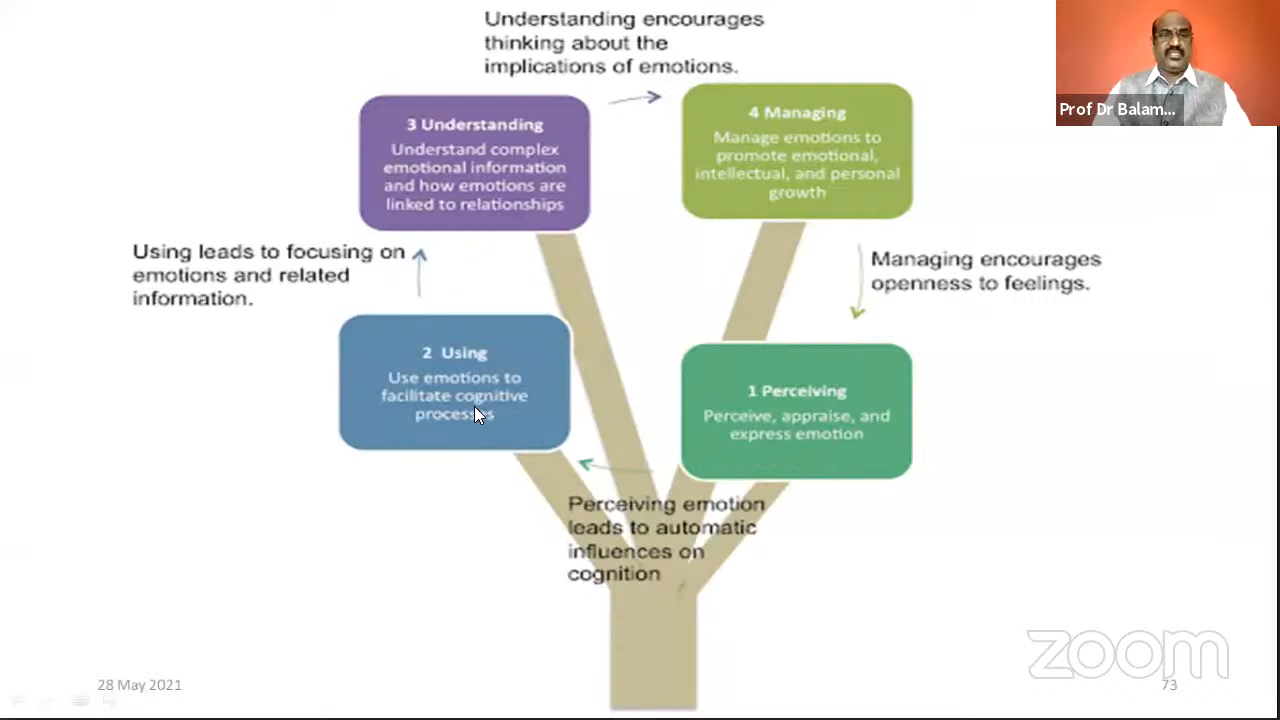 Understanding encourages
thinking about the
implications of emotions.
Prof Dr Balam...
3 Understanding
Understand complex
emotional information
and how emotions are
linked to relationships
4 Managing
Manage emotions to
promote emotional,
intellectual, and personal
growth
Using leads to focusing on
emotions and related
information.
Managing encourages
openness to feelings.
2 Using
Use emotions to
facilitate cognitive
processes
1 Perceiving
Perceive, appraise, and
express emotion
Perceiving emotion
leads to automatic
influences on
cognition
zoom
28 May 2021
73